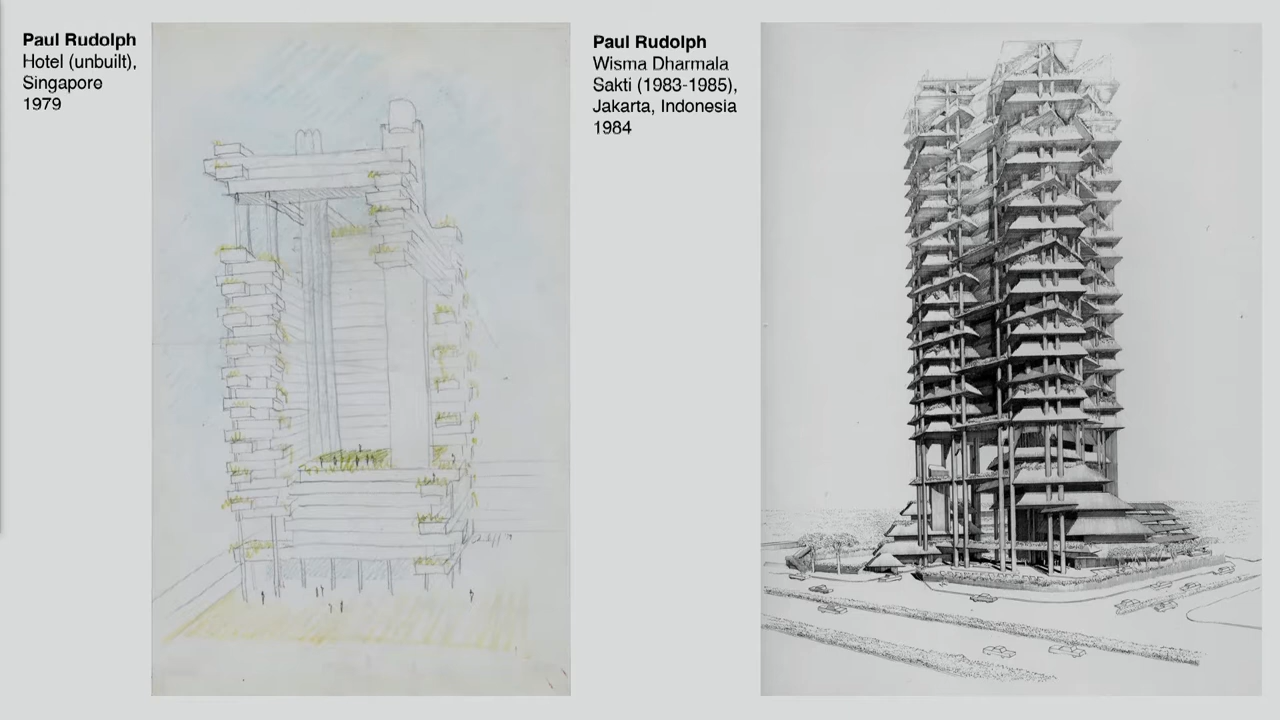 Paul Rudolph
Hotel (unbuilt),
Singapore
1979
Paul Rudolph
Wisma Dharmala
Sakti (1983-1985),
Jakarta, Indonesia
1984